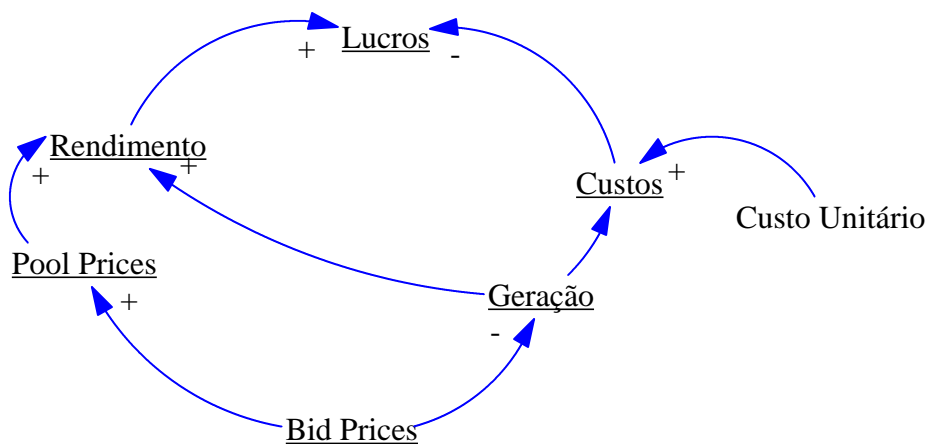 Lucros
+
-
Rendimento
+
+
Custos
+
Custo Unitário
Pool Prices
+
Geração
-
Bid Prices